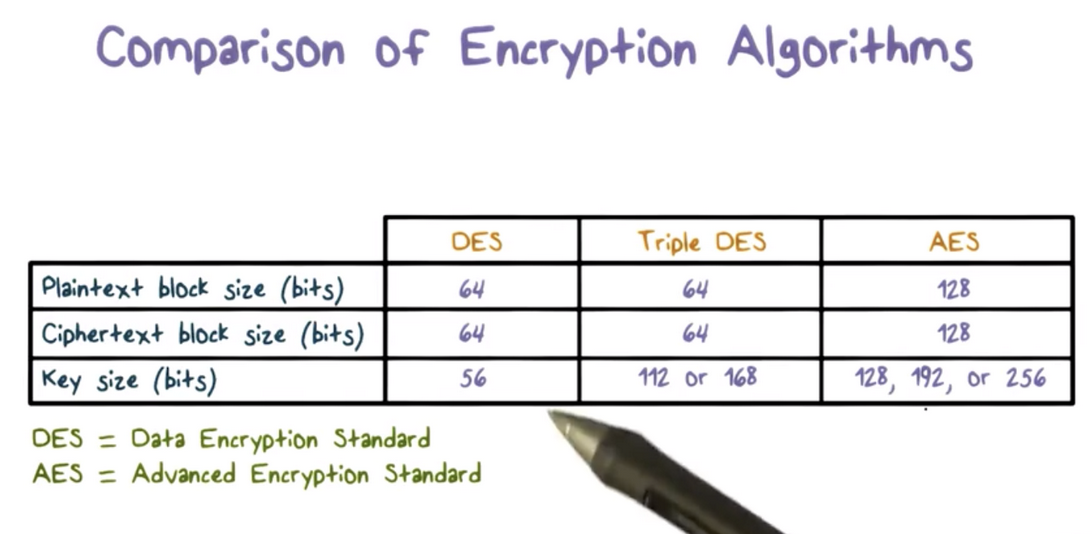 Comparison of Encryption Algorithms
DES Triple DES AES
Plaintext block size (bits) 64 64 128
Ciphertext block size (bits) 64 64 128
Key size (bits) 56 112 or 168 128, 192, or 256
DES = Data Encryption Standard
AES = Advanced Encryption Standard